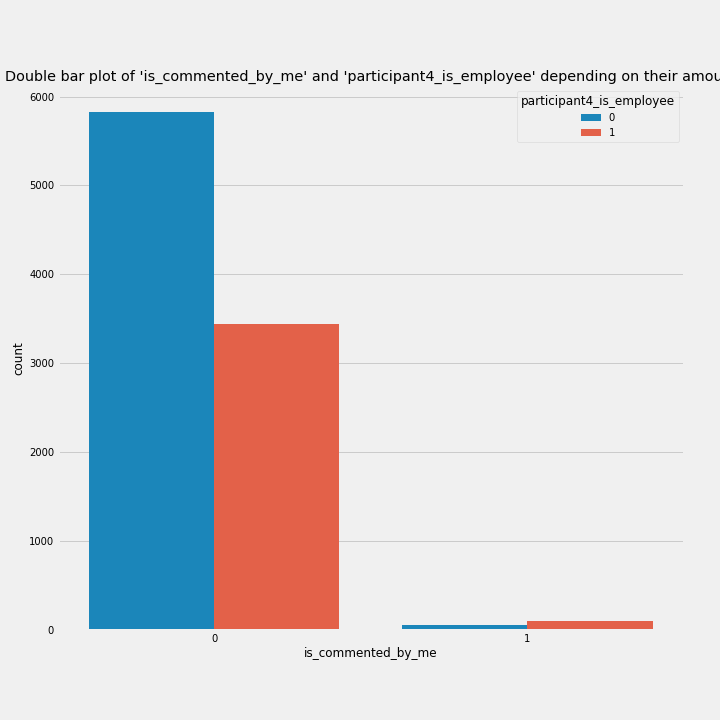 Double bar plot of 'is_commented_by_me' and 'participant4_is_employee' depending on their amou
participant4_is_employee
0
1
6000
5000
4000
3000
2000
1000
0
count
0
1
is_commented_by_me